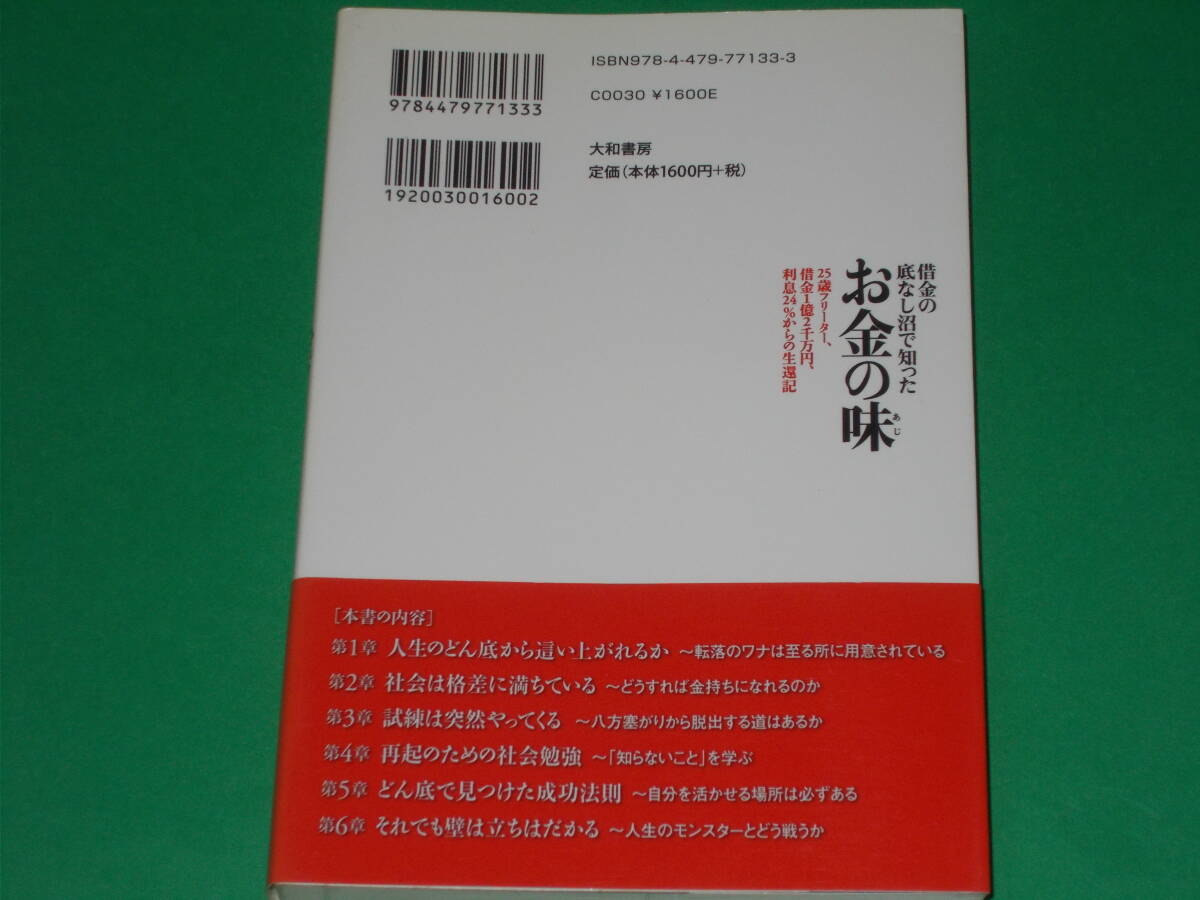 9784479771333
ISBN978-4-479-77133-3
C0030 ¥1600E
1920030016002
大和書房
定価(本体1600円+税)
借金の
底なし沼で知った
お金の味
あじ
25歳フリーター、
借金1億2千万円、
利息24%からの生還記
[本書の内容]
第1章 人生のどん底から這い上がれるか ~転落のワナは至る所に用意されている
第2章 社会は格差に満ちている ~どうすれば金持ちになれるのか
第3章 試練は突然やってくる ~八方塞がりから脱出する道はあるか
第4章 再起のための社会勉強 ~「知らないこと」を学ぶ
第5章 どん底で見つけた成功法則 ~自分を活かせる場所は必ずある
第6章 それでも壁は立ちはだかる ~人生のモンスターとどう戦うか